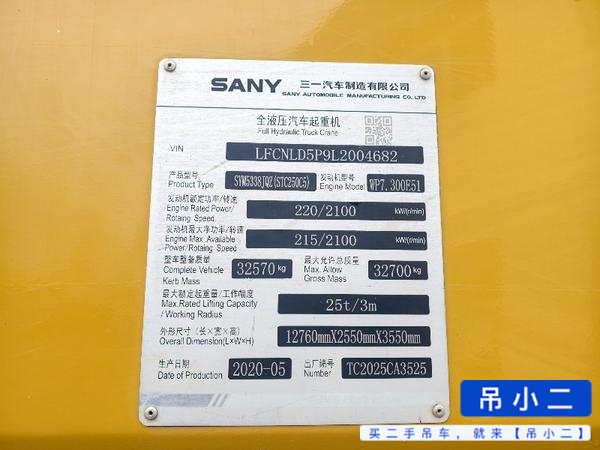 SANY 三一汽车制造有限公司
SANY AUTOMOBILE MANUFACTURING CO.,LTD
全液压汽车起重机
Full Hydraulic Truck Crane
VIN LFCNLD5P9L2004682
产品型号 Product Type SYM5338JQZ(STC250C5) 发动机型号 Engine Model WP7.300E51
发动机额定功率/转速
Engine Rated Power/ Rotaing Speed 220/2100 kW/(r/min)
发动机最大净功率/转速
Engine Max. Available Power/Rotaing Speed 215/2100 kW/(r/min)
整车整备质量 Complete Vehicle Kerb Mass 32570 kg 最大允许总质量 Max. Allow Gross Mass 32700 kg
最大额定起重量/工作幅度
Max.Rated Lifting Capacity / Working Radius 25t/3m
外形尺寸（长×宽×高）
Overall Dimension(L×W×H) 12760mmX2550mmX3550mm
生产日期 Date of Production 2020-05 出厂编号 Number TC2025CA3525
SANY
吊小二
买二手吊车，就来【吊小二】